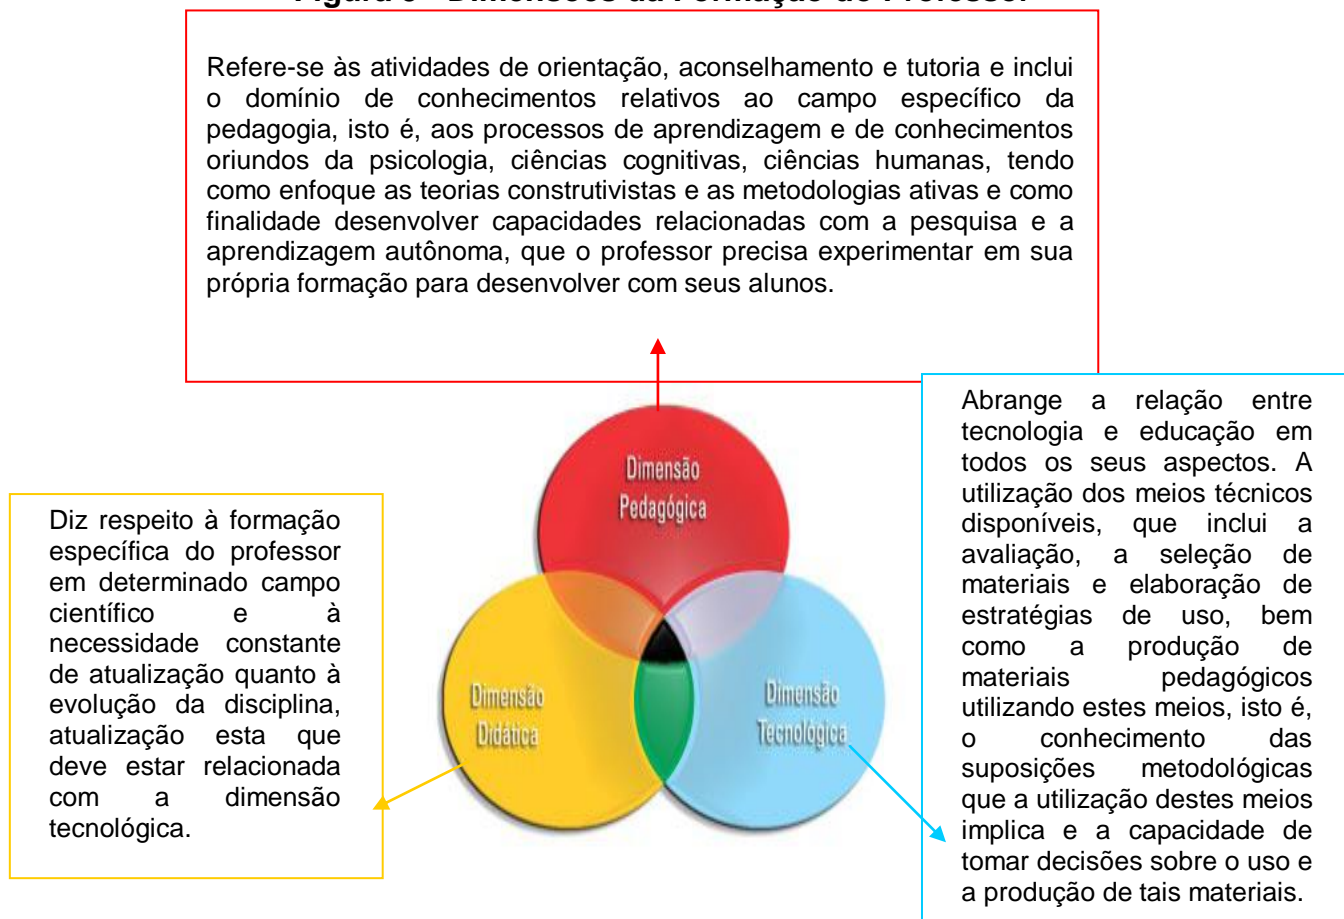 Refere-se às atividades de orientação, aconselhamento e tutoria e inclui
o domínio de conhecimentos relativos ao campo específico da
pedagogia, isto é, aos processos de aprendizagem e de conhecimentos
oriundos da psicologia, ciências cognitivas, ciências humanas, tendo
como enfoque as teorias construtivistas e as metodologias ativas e como
finalidade desenvolver capacidades relacionadas com a pesquisa e a
aprendizagem autônoma, que o professor precisa experimentar em sua
própria formação para desenvolver com seus alunos.
Dimensão
Pedagógica
Diz respeito à formação
específica do professor
em determinado campo
científico e à
necessidade constante
de atualização quanto à
evolução da disciplina,
atualização esta que
deve estar relacionada
com a dimensão
tecnológica.
Dimensão
Didática
Dimensão
Tecnológica
Abrange a relação entre
tecnologia e educação em
todos os seus aspectos. A
utilização dos meios técnicos
disponíveis, que inclui a
avaliação, a seleção de
materiais e elaboração de
estratégias de uso, bem
como a produção de
materiais pedagógicos
utilizando estes meios, isto é,
o conhecimento das
suposições metodológicas
que a utilização destes meios
implica e a capacidade de
tomar decisões sobre o uso e
a produção de tais materiais.